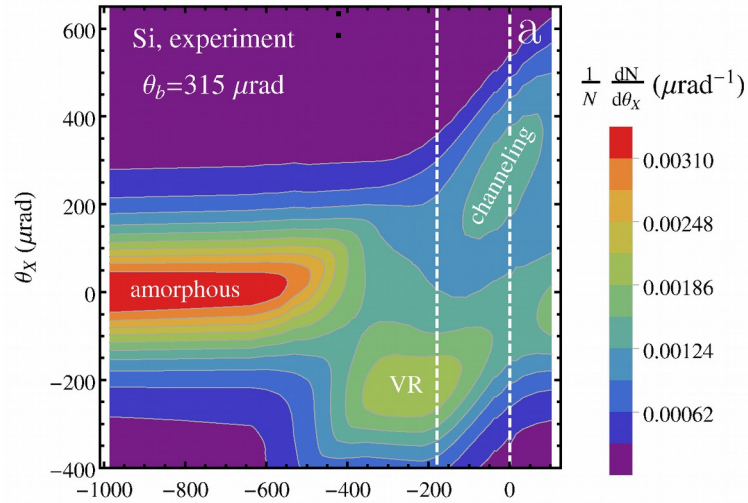 Si, experiment
θb=315 μrad
a
1/N dN/dθX (μrad⁻¹)
600
400
200
0
−200
−400
θX (μrad)
amorphous
channeling
VR
0.00310
0.00248
0.00186
0.00124
0.00062
−1000 −800 −600 −400 −200 0